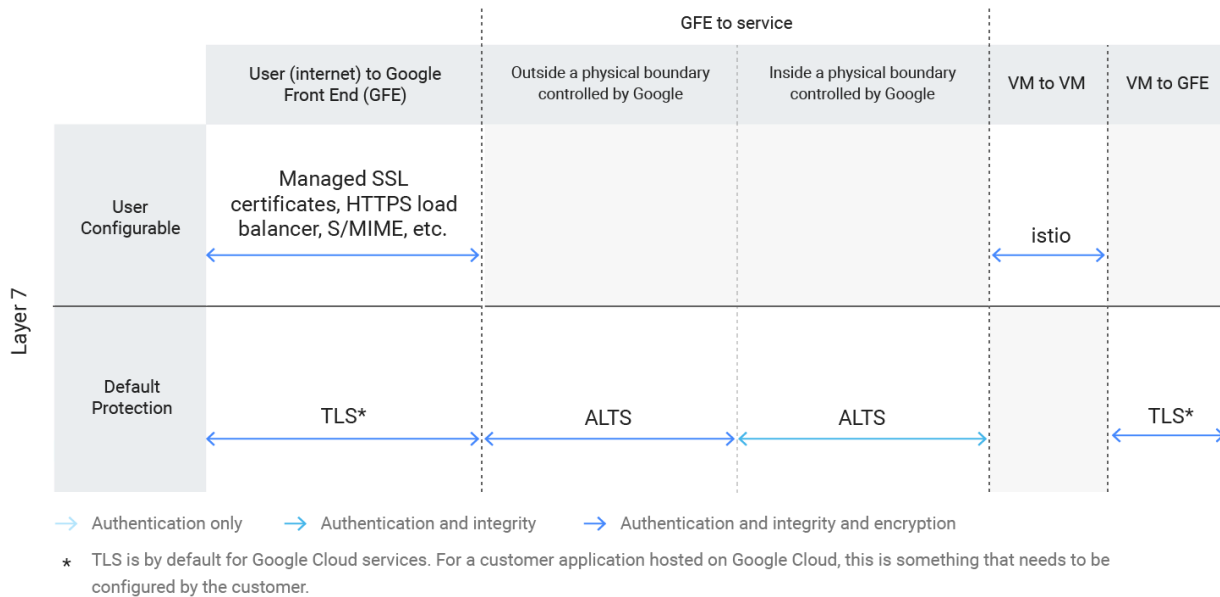 GFE to service
User (internet) to Google
Front End (GFE)
Outside a physical boundary
controlled by Google
Inside a physical boundary
controlled by Google
VM to VM
VM to GFE
Layer 7
User
Configurable
Managed SSL
certificates, HTTPS load
balancer, S/MIME, etc.
istio
Default
Protection
TLS*
ALTS
ALTS
TLS*
Authentication only
Authentication and integrity
Authentication and integrity and encryption
* TLS is by default for Google Cloud services. For a customer application hosted on Google Cloud, this is something that needs to be
configured by the customer.